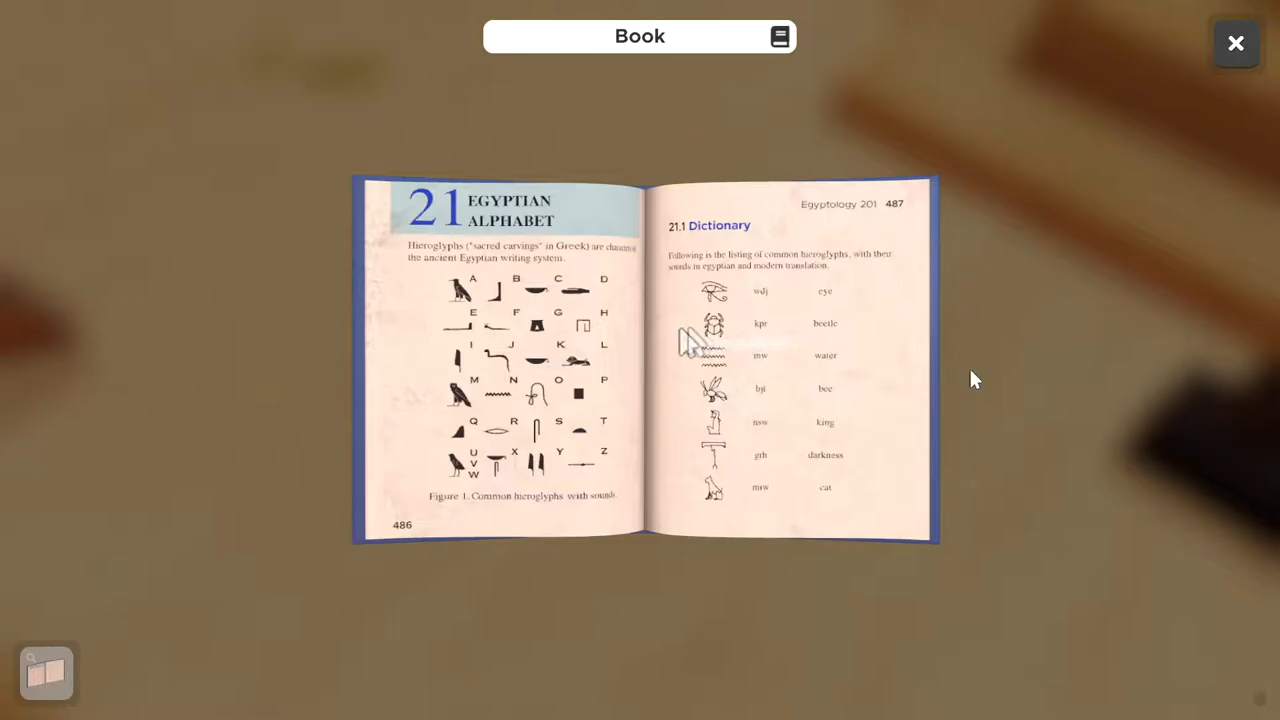 Book
21 EGYPTIAN
ALPHABET
Hieroglyphs ("sacred carvings" in Greek) are
the ancient Egyptian writing system.
A B C D
E F G H
I J K L
M N O P
Q R S T
U
V
W X Y Z
Figure 1. Common hieroglyphs with sounds.
486
Egyptology 201 487
21.1 Dictionary
Following is the listing of common hieroglyphs, with their
sounds in egyptian and modern translation.
wdj eye
kpr beetle
mw water
bjt bee
nsw king
grh darkness
miw cat